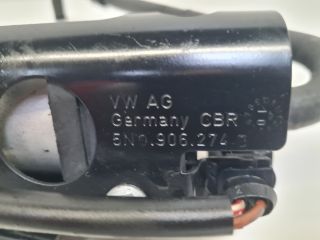 VW AG
Germany CBR
5N0.906.274